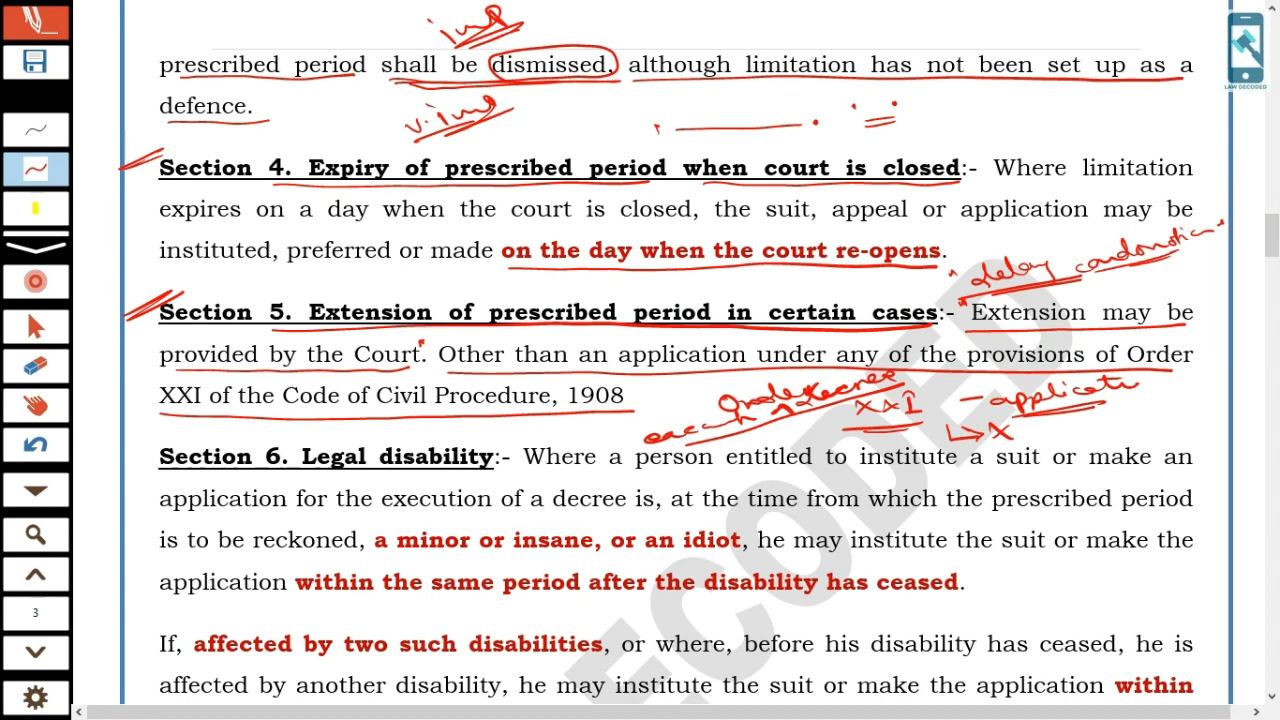 imp
prescribed period shall be dismissed, although limitation has not been set up as a
defence.
v. imp
LAW DECODED
Section 4. Expiry of prescribed period when court is closed:- Where limitation
expires on a day when the court is closed, the suit, appeal or application may be
instituted, preferred or made on the day when the court re-opens.
delay condonation
Section 5. Extension of prescribed period in certain cases:- Extension may be
provided by the Court. Other than an application under any of the provisions of Order
XXI of the Code of Civil Procedure, 1908
XXI
X
Section 6. Legal disability:- Where a person entitled to institute a suit or make an
application for the execution of a decree is, at the time from which the prescribed period
is to be reckoned, a minor or insane, or an idiot, he may institute the suit or make the
application within the same period after the disability has ceased.
If, affected by two such disabilities, or where, before his disability has ceased, he is
affected by another disability, he may institute the suit or make the application within
3
ECODED